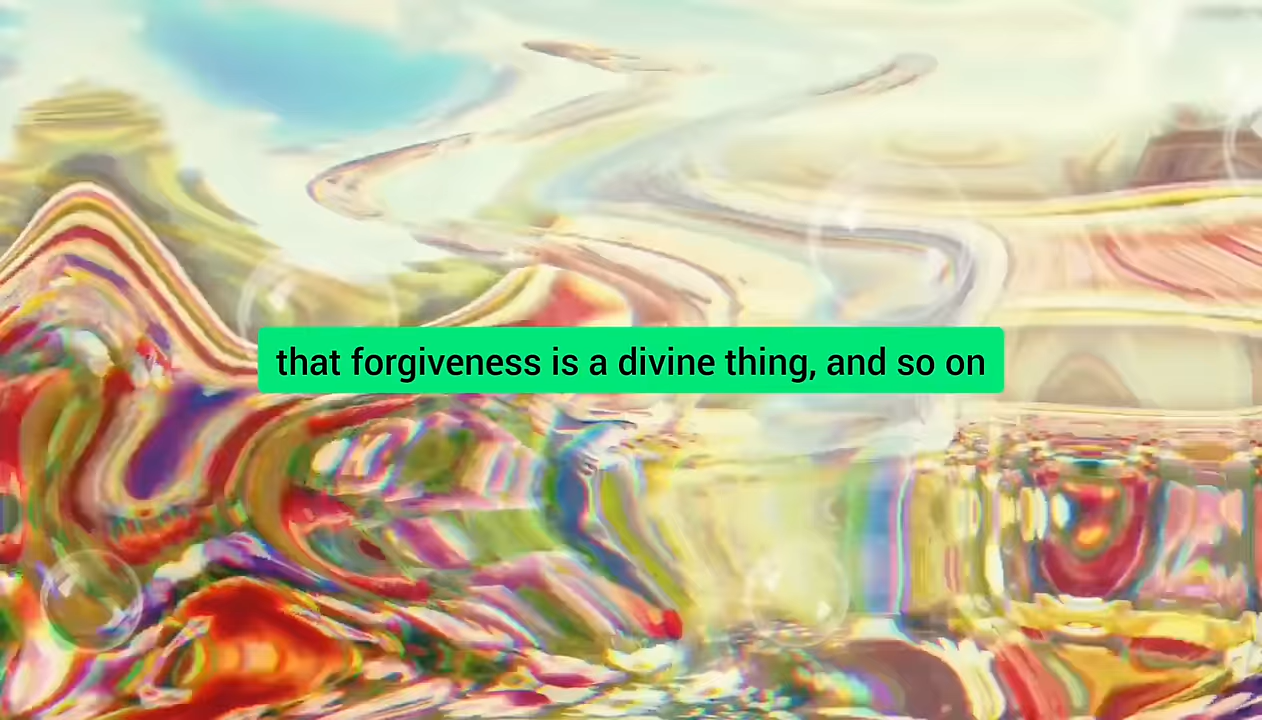 that forgiveness is a divine thing, and so on